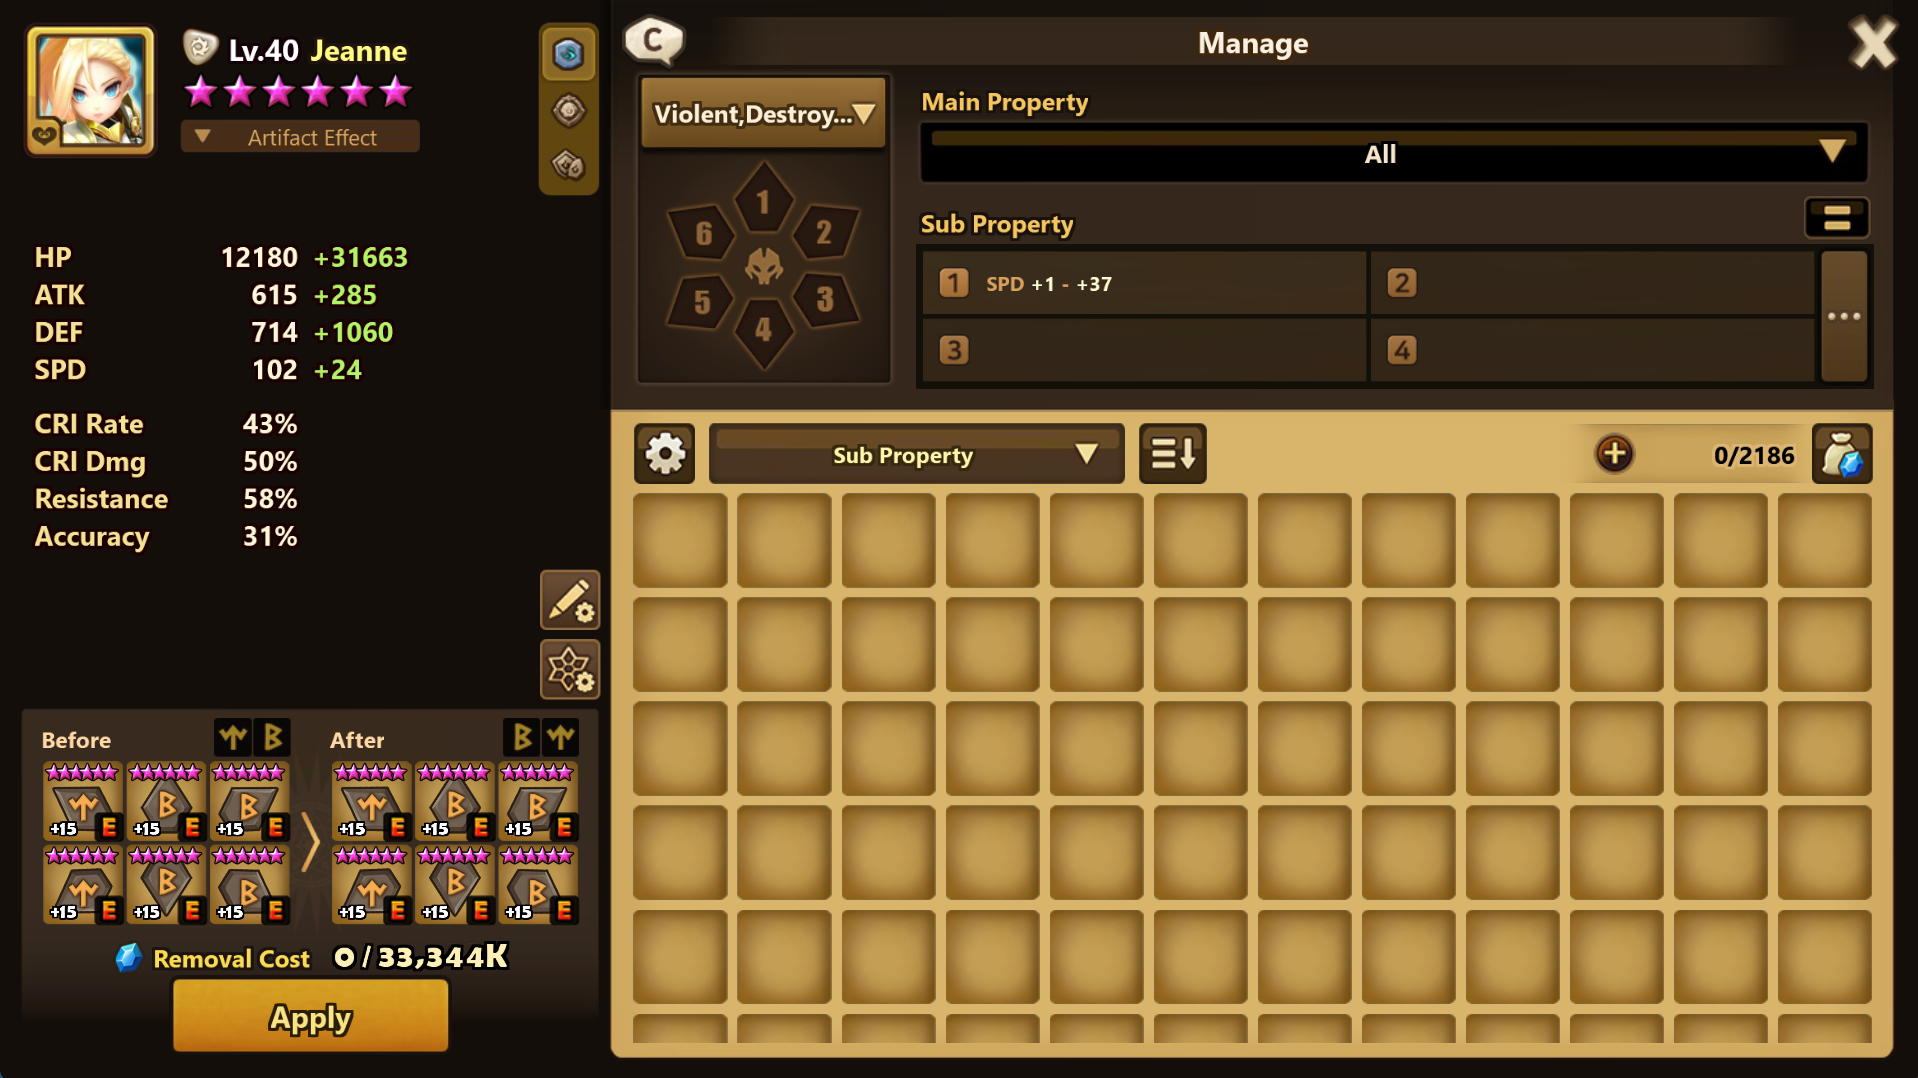 Lv.40 Jeanne
Artifact Effect
HP 12180 +31663
ATK 615 +285
DEF 714 +1060
SPD 102 +24
CRI Rate 43%
CRI Dmg 50%
Resistance 58%
Accuracy 31%
Before
After
+15 E +15 E +15 E
+15 E +15 E +15 E
+15 E +15 E +15 E
+15 E +15 E +15 E
Removal Cost 0/33,344K
Apply
C
Manage
Violent,Destroy...
1
6 2
5 3
4
Main Property
All
Sub Property
1 SPD +1 - +37
2
3
4
...
Sub Property
0/2186